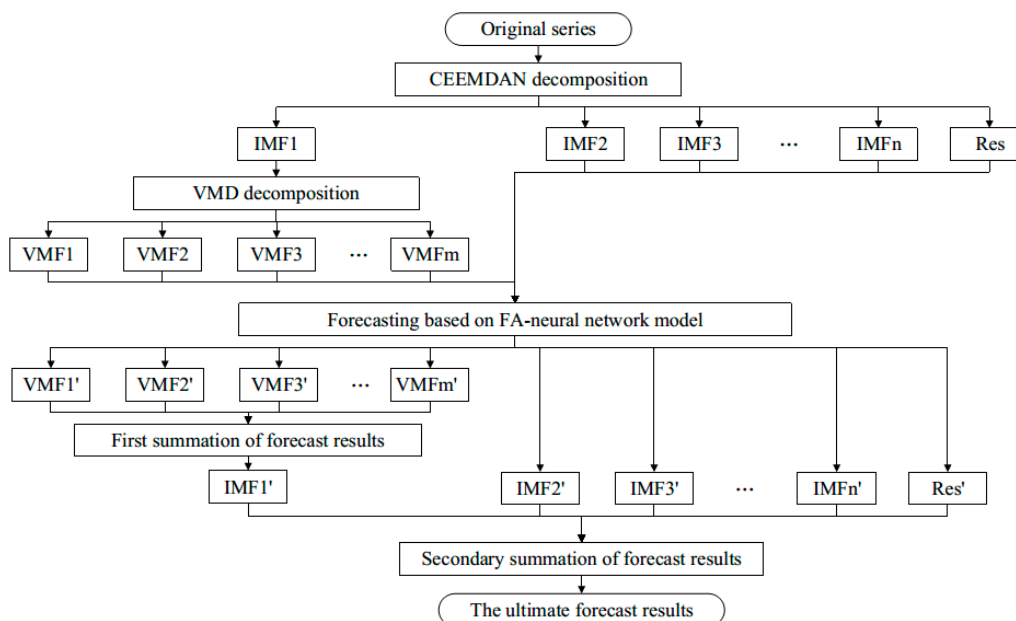 Original series
CEEMDAN decomposition
IMF1 IMF2 IMF3 ... IMFn Res
VMD decomposition
VMF1 VMF2 VMF3 ... VMFm
Forecasting based on FA-neural network model
VMF1' VMF2' VMF3' ... VMFm'
First summation of forecast results
IMF1' IMF2' IMF3' ... IMFn' Res'
Secondary summation of forecast results
The ultimate forecast results